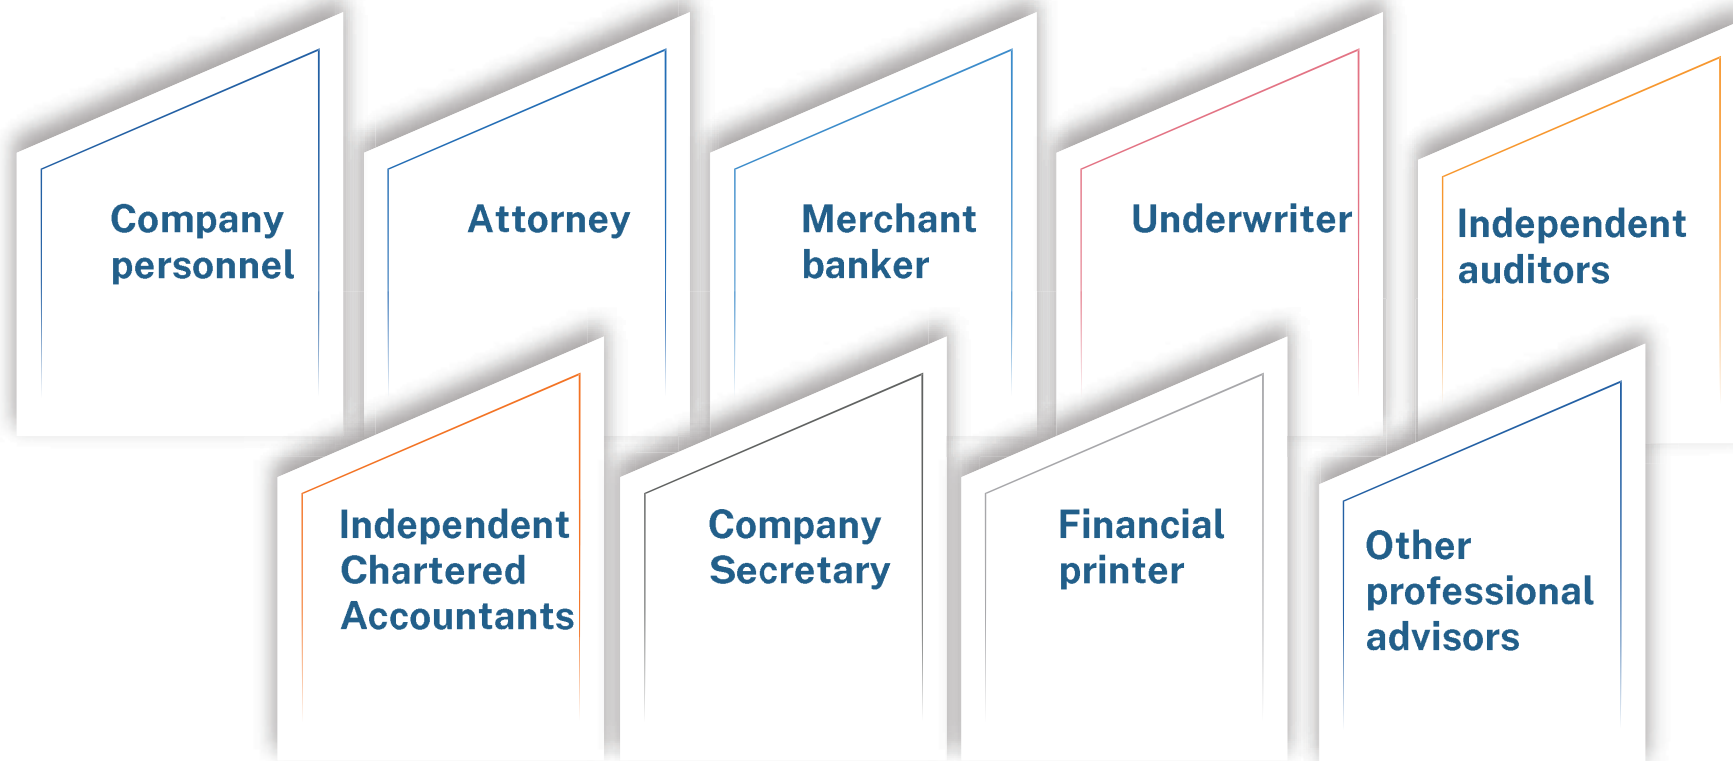 Company
personnel
Attorney
Merchant
banker
Underwriter
Independent
auditors
Independent
Chartered
Accountants
Company
Secretary
Financial
printer
Other
professional
advisors